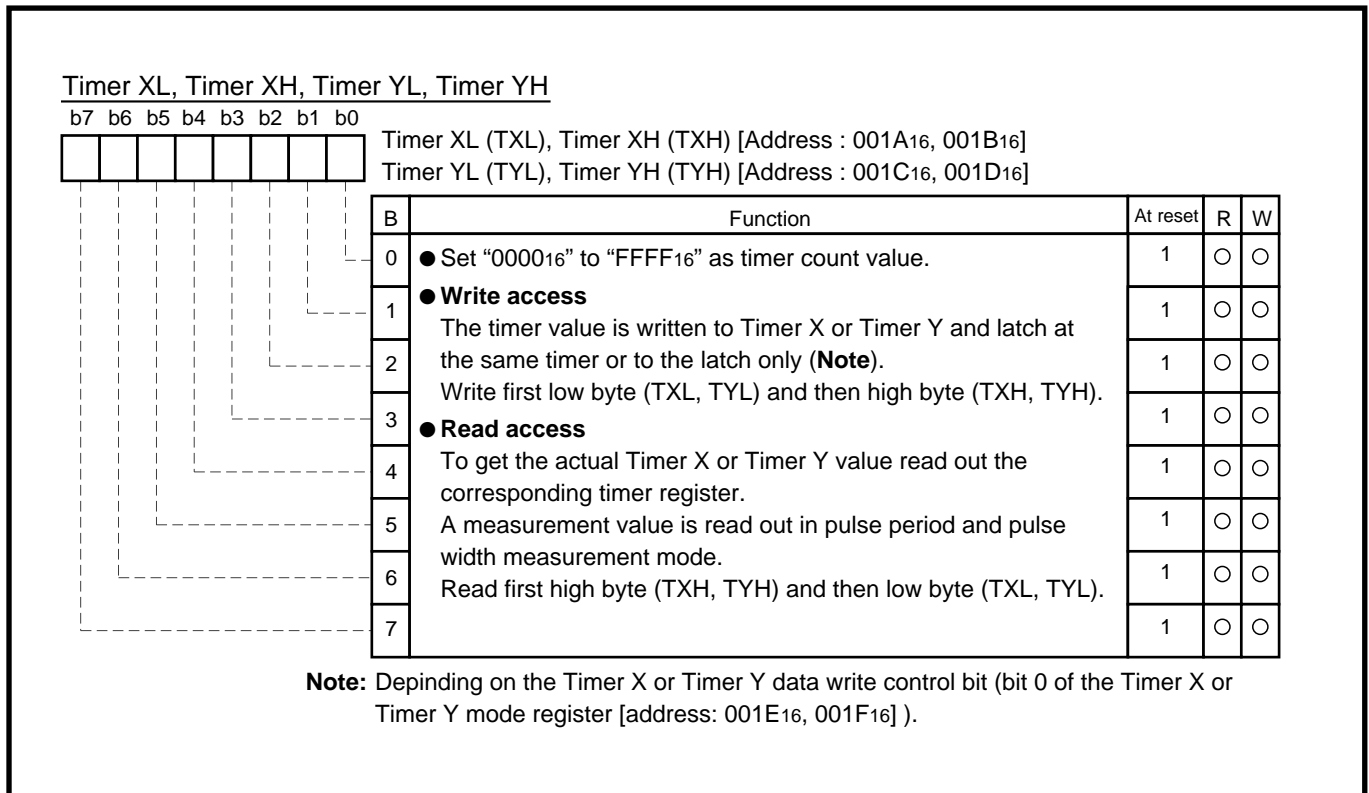 Timer XL, Timer XH, Timer YL, Timer YH
b7 b6 b5 b4 b3 b2 b1 b0
Timer XL (TXL), Timer XH (TXH) [Address : 001A16, 001B16]
Timer YL (TYL), Timer YH (TYH) [Address : 001C16, 001D16]
B Function At reset R W
0 ● Set “000016” to “FFFF16” as timer count value. 1 ○ ○
● Write access
1 The timer value is written to Timer X or Timer Y and latch at 1 ○ ○
2 the same timer or to the latch only (Note). 1 ○ ○
Write first low byte (TXL, TYL) and then high byte (TXH, TYH).
3 ● Read access 1 ○ ○
4 To get the actual Timer X or Timer Y value read out the 1 ○ ○
corresponding timer register.
5 A measurement value is read out in pulse period and pulse 1 ○ ○
width measurement mode.
6 Read first high byte (TXH, TYH) and then low byte (TXL, TYL). 1 ○ ○
7 1 ○ ○
Note: Depinding on the Timer X or Timer Y data write control bit (bit 0 of the Timer X or
Timer Y mode register [address: 001E16, 001F16] ).